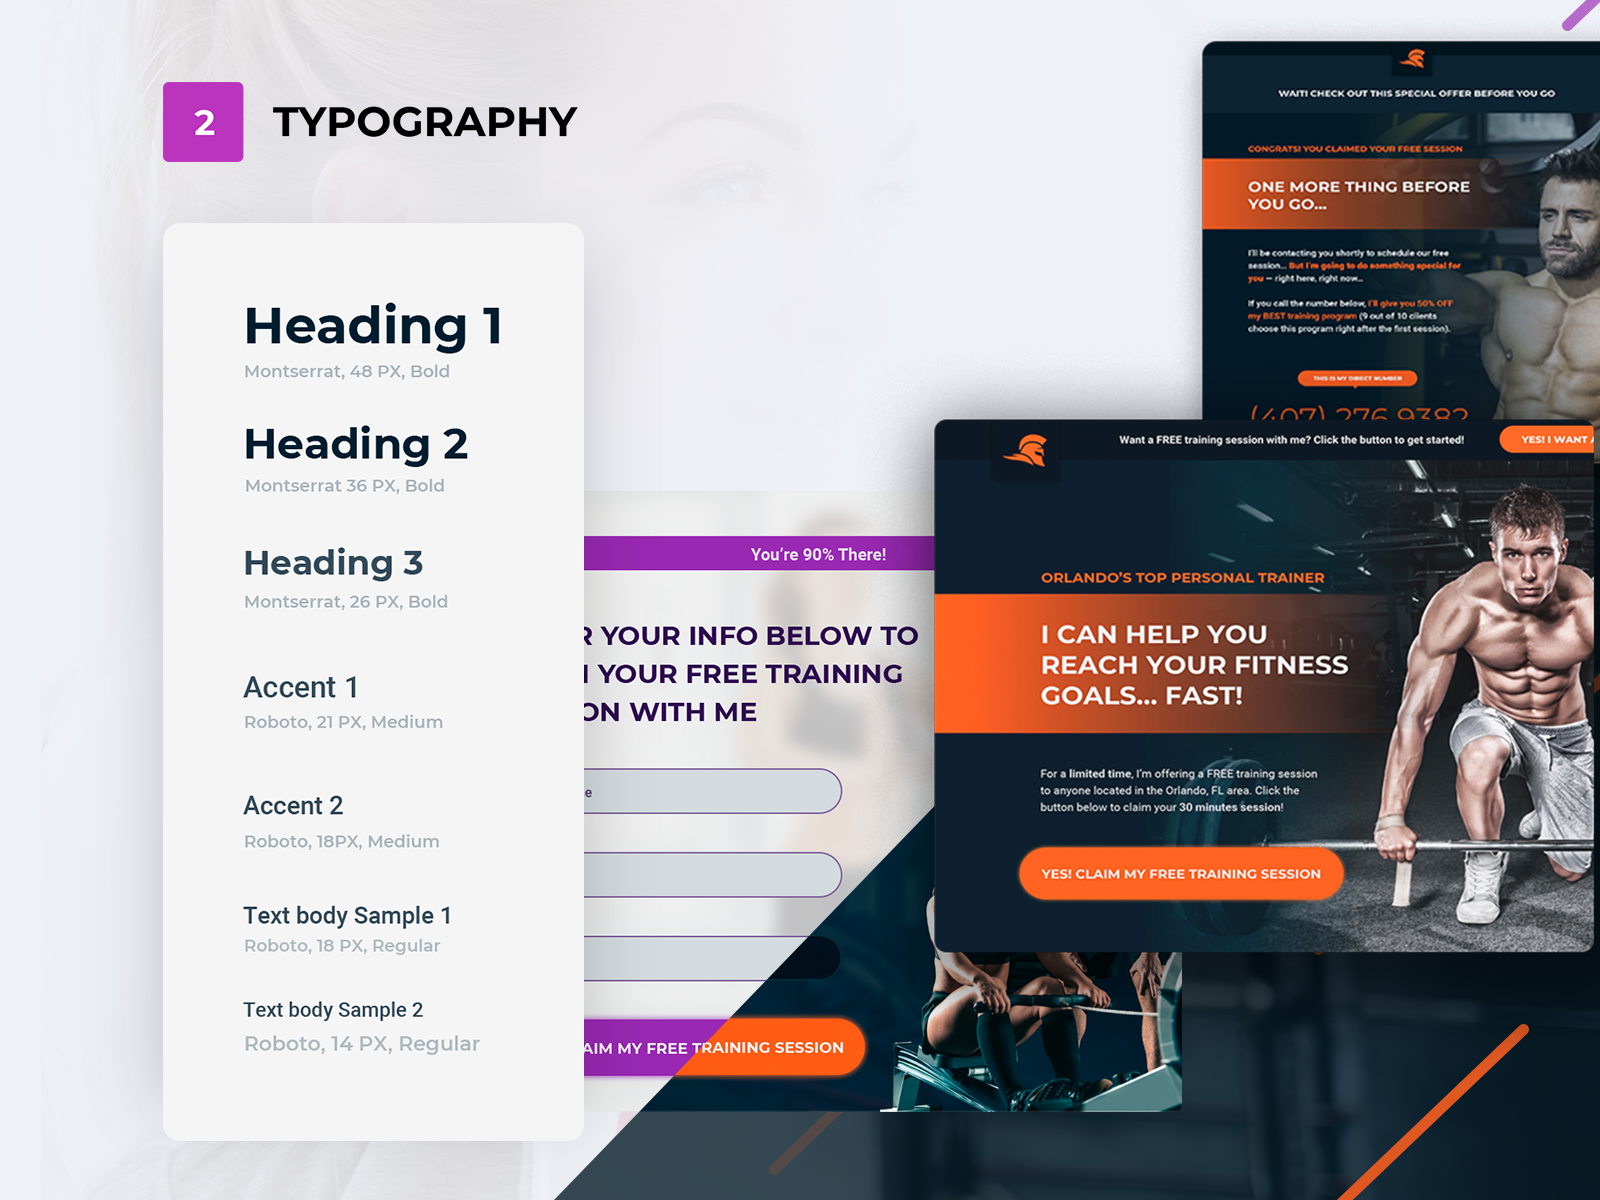 2
TYPOGRAPHY
Heading 1
Montserrat, 48 PX, Bold
Heading 2
Montserrat 36 PX, Bold
Heading 3
Montserrat, 26 PX, Bold
Accent 1
Roboto, 21 PX, Medium
Accent 2
Roboto, 18PX, Medium
Text body Sample 1
Roboto, 18 PX, Regular
Text body Sample 2
Roboto, 14 PX, Regular
You're 90% There!
R YOUR INFO BELOW TO
YOUR FREE TRAINING
ON WITH ME
e
AIM MY FREE TRAINING SESSION
WAIT! CHECK OUT THIS SPECIAL OFFER BEFORE YOU GO
CONGRATS! YOU CLAIMED YOUR FREE SESSION
ONE MORE THING BEFORE
YOU GO...
I'll be contacting you shortly to schedule our free
session... But I'm going to do something special for
you — right here, right now...
If you call the number below, I'll give you 50% OFF
my BEST training program (9 out of 10 clients
choose this program right after the first session).
THIS IS MY DIRECT NUMBER
(407) 276 9382
Want a FREE training session with me? Click the button to get started!
YES! I WANT A
ORLANDO'S TOP PERSONAL TRAINER
I CAN HELP YOU
REACH YOUR FITNESS
GOALS... FAST!
For a limited time, I'm offering a FREE training session
to anyone located in the Orlando, FL area. Click the
button below to claim your 30 minutes session!
YES! CLAIM MY FREE TRAINING SESSION